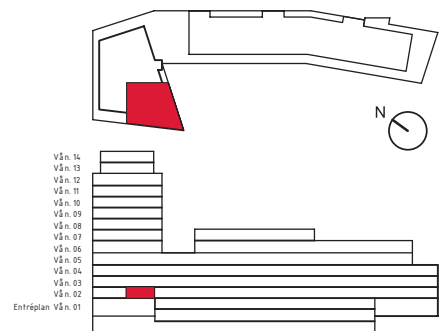 N
Vån. 14
Vån. 13
Vån. 12
Vån. 11
Vån. 10
Vån. 09
Vån. 08
Vån. 07
Vån. 06
Vån. 05
Vån. 04
Vån. 03
Vån. 02
Entréplan Vån. 01